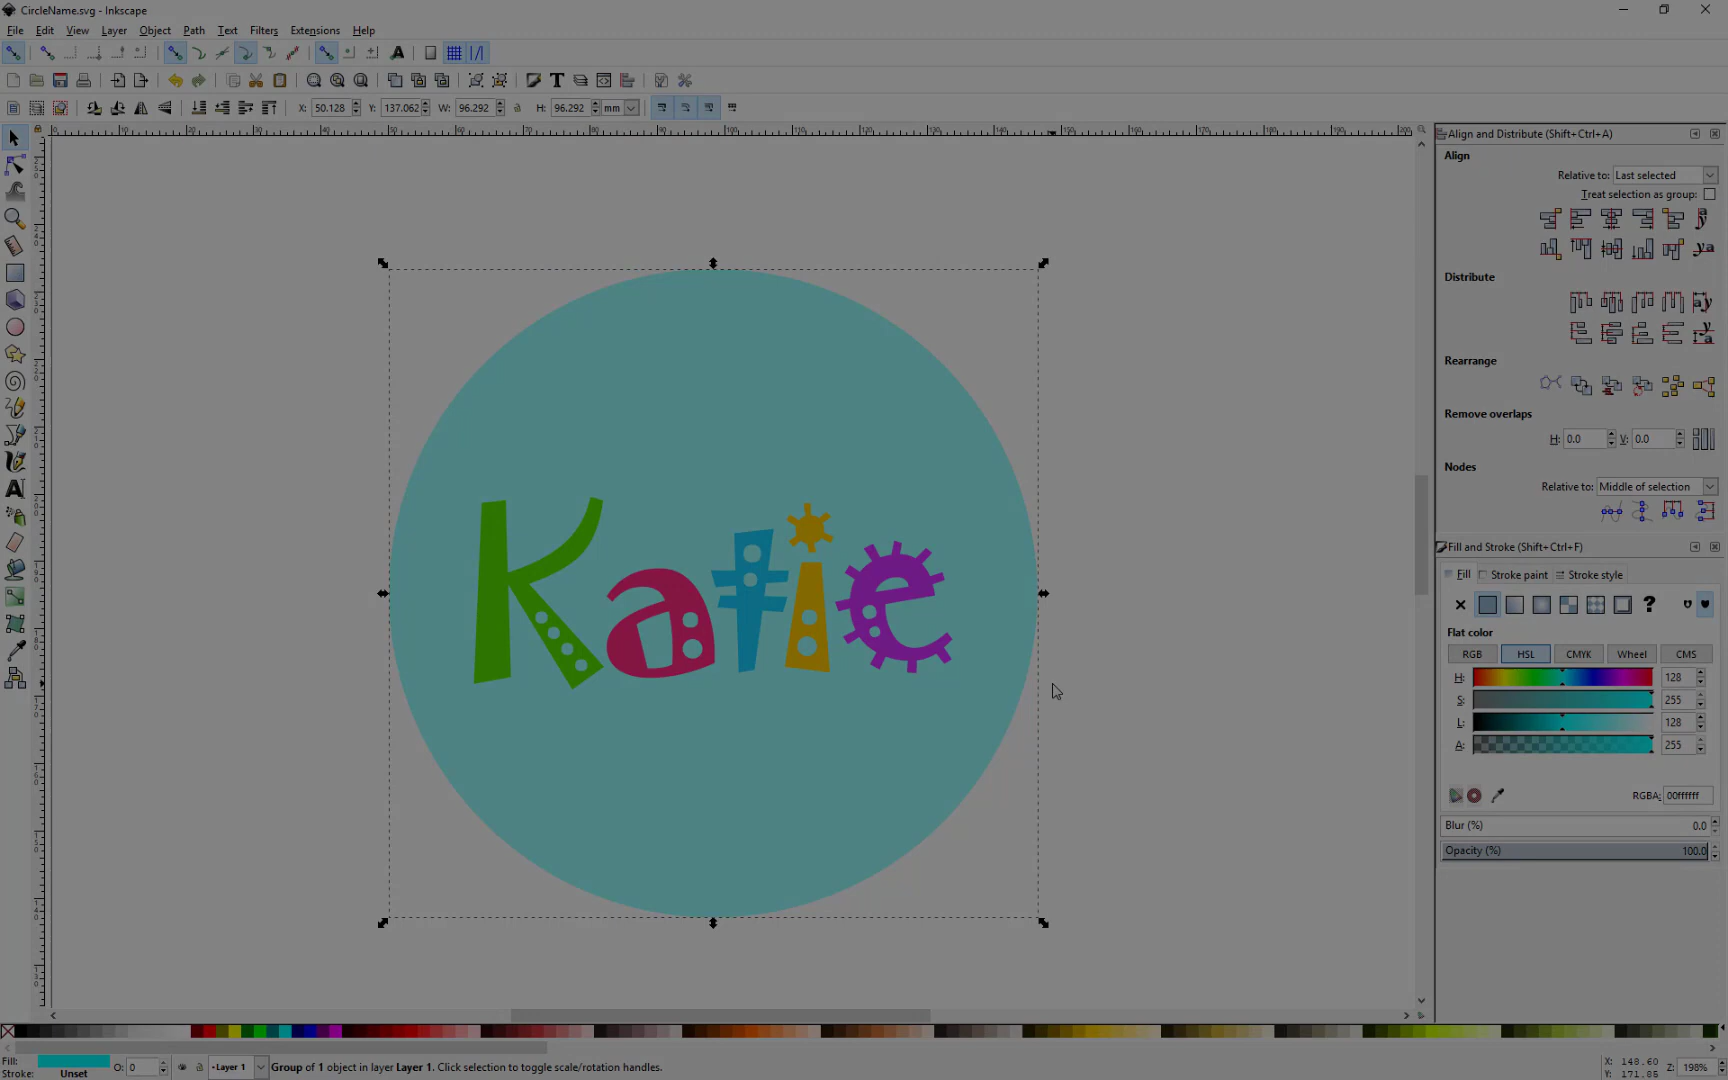 CircleName.svg - Inkscape
File Edit View Layer Object Path Text Filters Extensions Help
X: 50.128 Y: 137.062 W: 96.292 H: 96.292 mm
Align and Distribute (Shift+Ctrl+A)
Align
Relative to: Last selected
Treat selection as group:
Distribute
Rearrange
Remove overlaps
H: 0.0 V: 0.0
Nodes
Relative to: Middle of selection
Fill and Stroke (Shift+Ctrl+F)
Fill Stroke paint Stroke style
Flat color
RGB HSL CMYK Wheel CMS
H: 128
S: 255
L: 128
A: 255
RGBA: 00ffffff
Blur (%) 0.0
Opacity (%) 100.0
Katie
Fill:
Stroke: Unset
O: 0
Layer 1
Group of 1 object in layer Layer 1. Click selection to toggle scale/rotation handles.
X: 148.60
Y: 171.85
Z: 198%